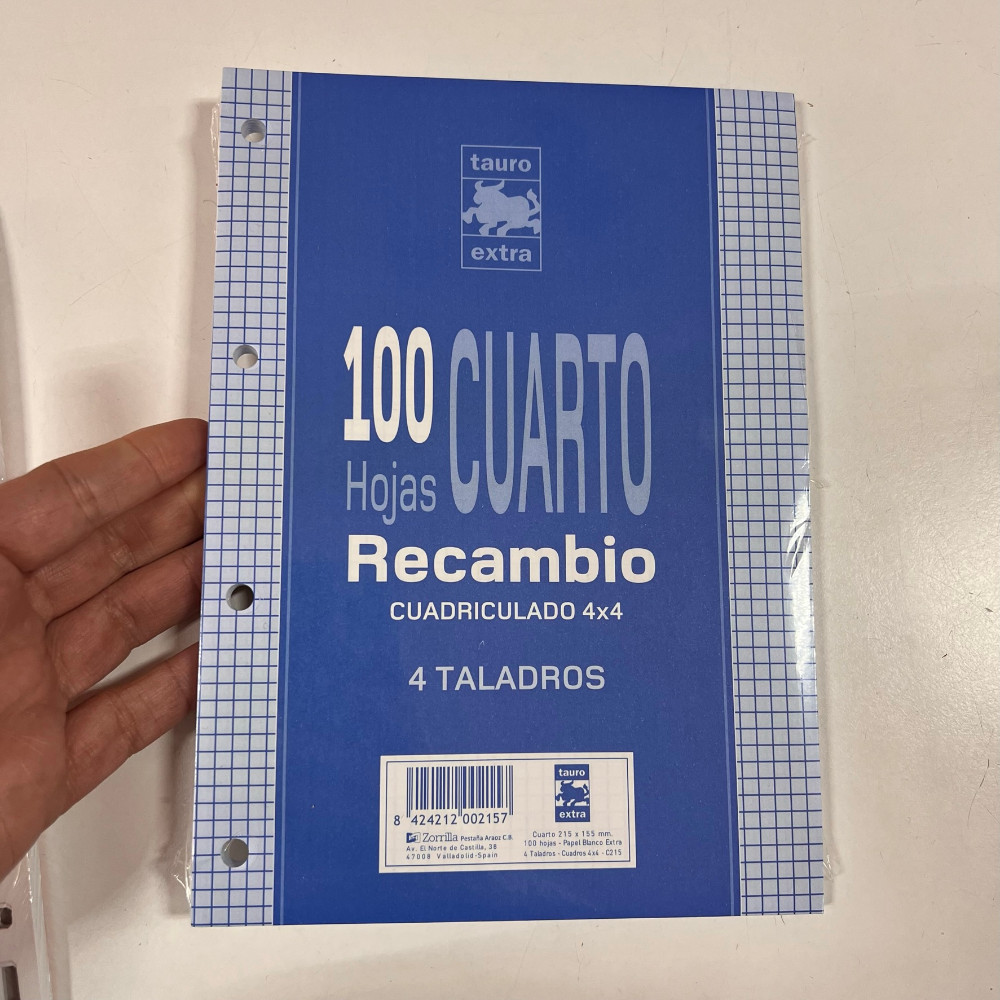 tauro
extra
100 CUARTO
Hojas
Recambio
CUADRICULADO 4x4
4 TALADROS
8 424212 002157
Zorrilla Pestaña Araoz C.B.
Av. El Norte de Castilla, 38
47008 Valladolid-Spain
tauro
extra
Cuarto 215 x 155 mm.
100 hojas - Papel Blanco Extra
4 Taladros - Cuadros 4x4 - C215